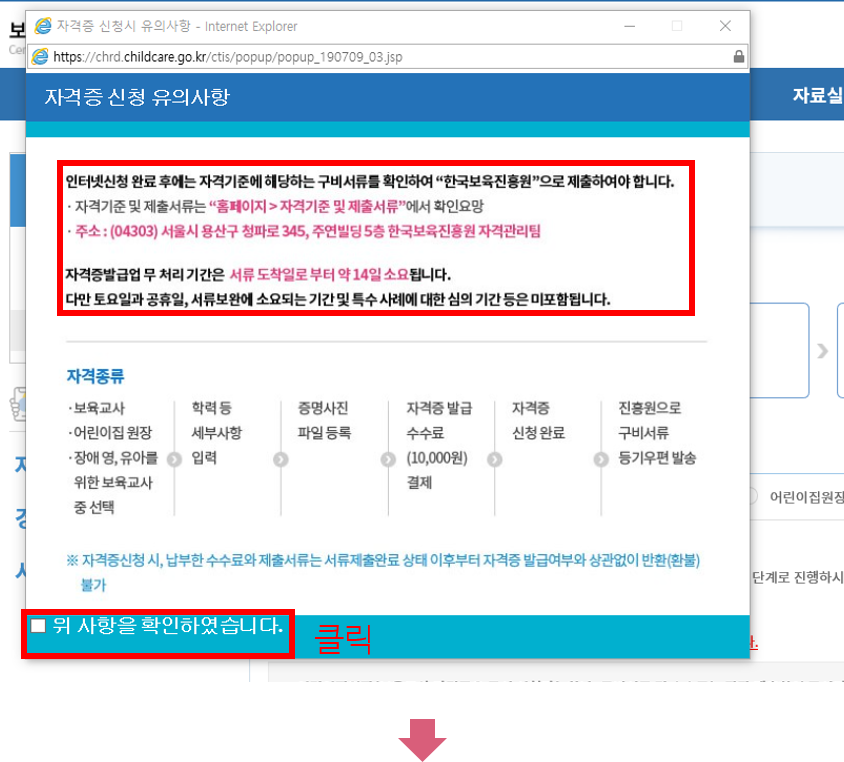 보
Cen
자격증 신청시 유의사항 - Internet Explorer
https://chrd.childcare.go.kr/ctis/popup/popup_190709_03.jsp
자격증 신청 유의사항
자료실
인터넷신청 완료 후에는 자격기준에 해당하는 구비서류를 확인하여 “한국보육진흥원”으로 제출하여야 합니다.
· 자격기준 및 제출서류는 “홈페이지 > 자격기준 및 제출서류”에서 확인요망
· 주소 : (04303) 서울시 용산구 청파로 345, 주연빌딩 5층 한국보육진흥원 자격관리팀
자격증발급업 무 처리 기간은 서류 도착일로 부터 약 14일 소요됩니다.
다만 토요일과 공휴일, 서류보완에 소요되는 기간 및 특수 사례에 대한 심의 기간 등은 미포함됩니다.
자격종류
·보육교사
·어린이집 원장
·장애 영, 유아를
위한 보육교사
중 선택
학력 등
세부사항
입력
증명사진
파일 등록
자격증 발급
수수료
(10,000원)
결제
자격증
신청 완료
진흥원으로
구비서류
등기우편 발송
어린이집원장
※ 자격증신청 시, 납부한 수수료와 제출서류는 서류제출완료 상태 이후부터 자격증 발급여부와 상관없이 반환(환불)
불가
단계로 진행하시
위 사항을 확인하였습니다.
클릭